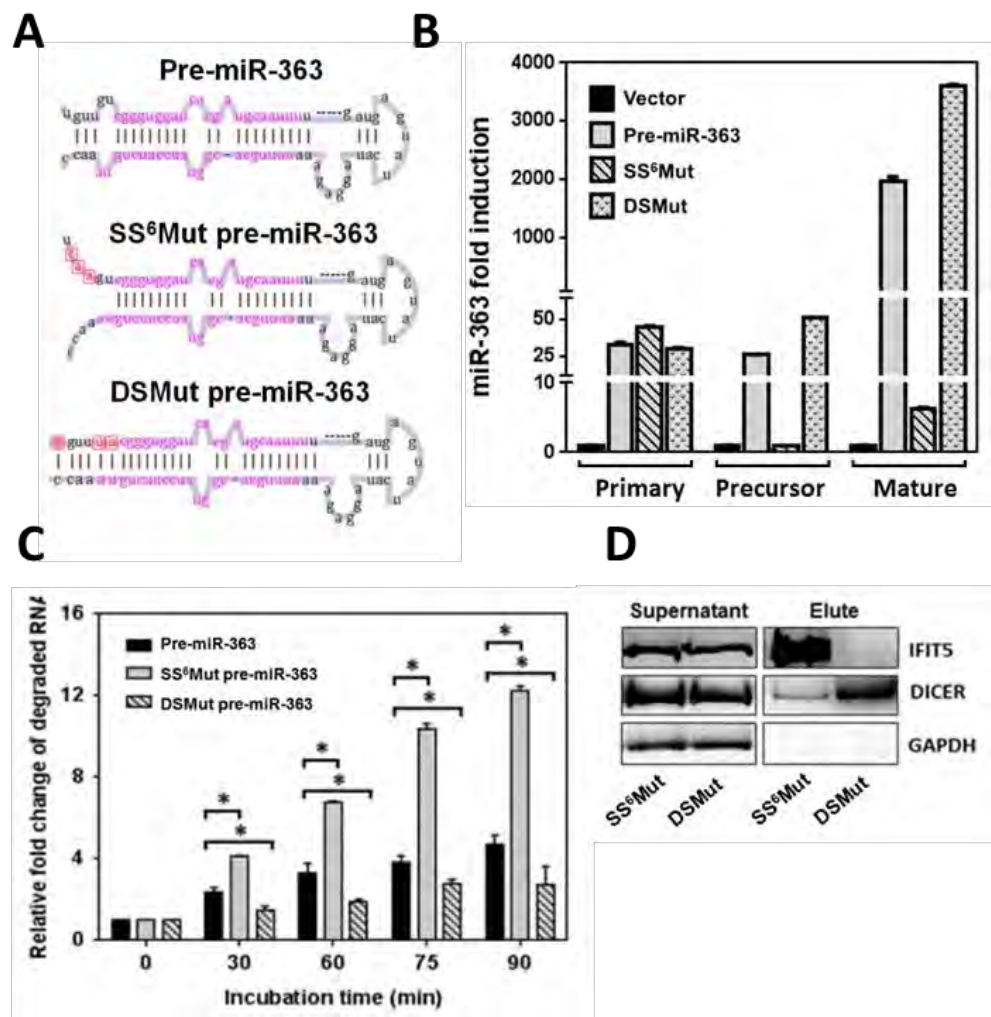 A
Pre-miR-363
SS⁶Mut pre-miR-363
DSMut pre-miR-363
B
miR-363 fold induction
4000
3000
2000
1000
50
25
10
0
Vector
Pre-miR-363
SS⁶Mut
DSMut
Primary
Precursor
Mature
C
Relative fold change of degraded RNA
16
12
8
4
0
Pre-miR-363
SS⁶Mut pre-miR-363
DSMut pre-miR-363
* * * * * * * *
0 30 60 75 90
Incubation time (min)
D
Supernatant Elute
IFIT5
DICER
GAPDH
SS⁶Mut DSMut SS⁶Mut DSMut